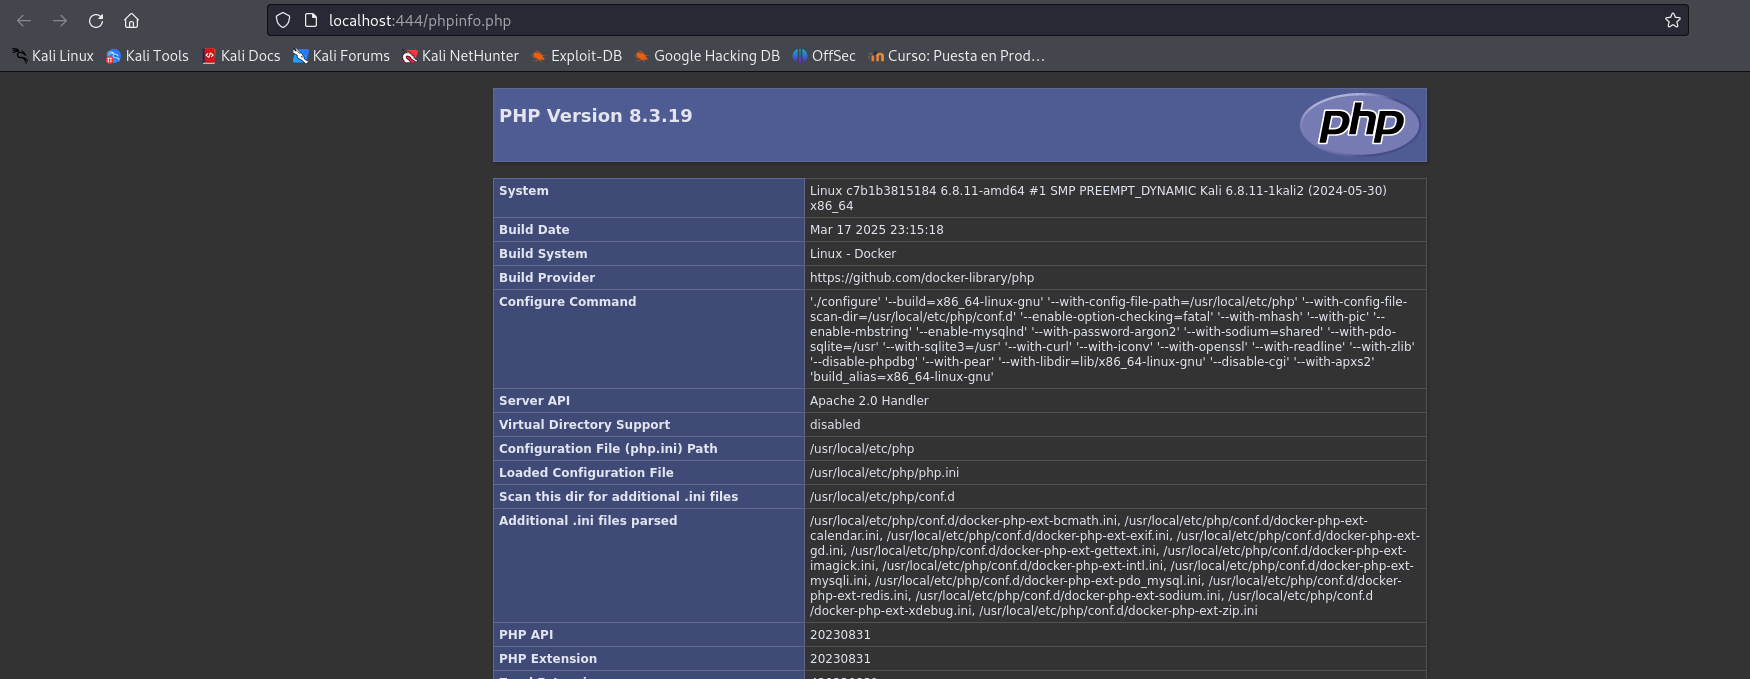 localhost:444/phpinfo.php
Kali Linux Kali Tools Kali Docs Kali Forums Kali NetHunter Exploit-DB Google Hacking DB OffSec Curso: Puesta en Prod…
PHP Version 8.3.19
php
System
Linux c7b1b3815184 6.8.11-amd64 #1 SMP PREEMPT_DYNAMIC Kali 6.8.11-1kali2 (2024-05-30)
x86_64
Build Date Mar 17 2025 23:15:18
Build System Linux - Docker
Build Provider https://github.com/docker-library/php
Configure Command
'./configure' '--build=x86_64-linux-gnu' '--with-config-file-path=/usr/local/etc/php' '--with-config-file-
scan-dir=/usr/local/etc/php/conf.d' '--enable-option-checking=fatal' '--with-mhash' '--with-pic' '--
enable-mbstring' '--enable-mysqlnd' '--with-password-argon2' '--with-sodium=shared' '--with-pdo-
sqlite=/usr' '--with-sqlite3=/usr' '--with-curl' '--with-iconv' '--with-openssl' '--with-readline' '--with-zlib'
'--disable-phpdbg' '--with-pear' '--with-libdir=lib/x86_64-linux-gnu' '--disable-cgi' '--with-apxs2'
'build_alias=x86_64-linux-gnu'
Server API Apache 2.0 Handler
Virtual Directory Support disabled
Configuration File (php.ini) Path /usr/local/etc/php
Loaded Configuration File /usr/local/etc/php/php.ini
Scan this dir for additional .ini files /usr/local/etc/php/conf.d
Additional .ini files parsed
/usr/local/etc/php/conf.d/docker-php-ext-bcmath.ini, /usr/local/etc/php/conf.d/docker-php-ext-
calendar.ini, /usr/local/etc/php/conf.d/docker-php-ext-exif.ini, /usr/local/etc/php/conf.d/docker-php-ext-
gd.ini, /usr/local/etc/php/conf.d/docker-php-ext-gettext.ini, /usr/local/etc/php/conf.d/docker-php-ext-
imagick.ini, /usr/local/etc/php/conf.d/docker-php-ext-intl.ini, /usr/local/etc/php/conf.d/docker-php-ext-
mysqli.ini, /usr/local/etc/php/conf.d/docker-php-ext-pdo_mysql.ini, /usr/local/etc/php/conf.d/docker-
php-ext-redis.ini, /usr/local/etc/php/conf.d/docker-php-ext-sodium.ini, /usr/local/etc/php/conf.d
/docker-php-ext-xdebug.ini, /usr/local/etc/php/conf.d/docker-php-ext-zip.ini
PHP API 20230831
PHP Extension 20230831